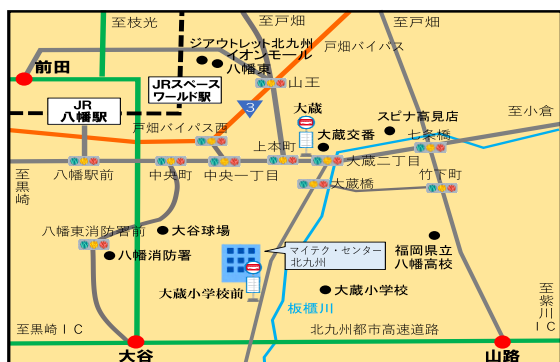 至枝光
至戸畑
至戸畑
ジアウトレット北九州
イオンモール
八幡東
戸畑バイパス
前田
JRスペース
ワールド駅
山王
3
JR
八幡駅
大蔵
スピナ高見店
至小倉
戸畑バイパス西
大蔵交番
七条橋
上本町
八幡駅前
中央町
中央一丁目
大蔵二丁目
至黒崎
大蔵橋
竹下町
八幡東消防署前
大谷球場
八幡消防署
マイテク・センター
北九州
福岡県立
八幡高校
大蔵小学校前
大蔵小学校
板櫃川
至紫川IC
至黒崎IC
北九州都市高速道路
大谷
山路